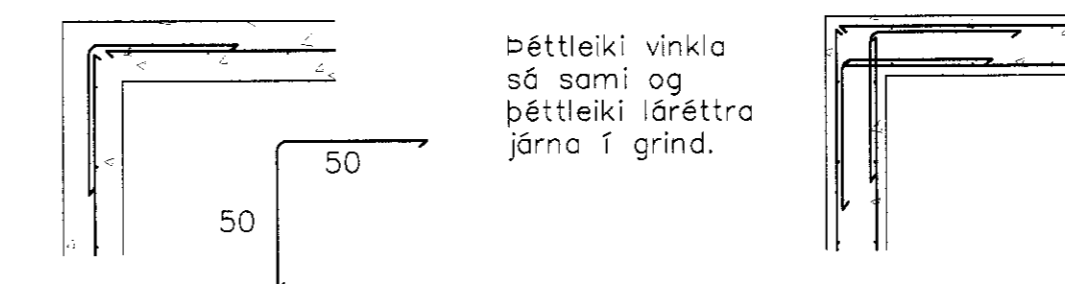 Þéttleiki vinkla
sá sami og
þéttleiki láréttra
járna í grind.
50
50